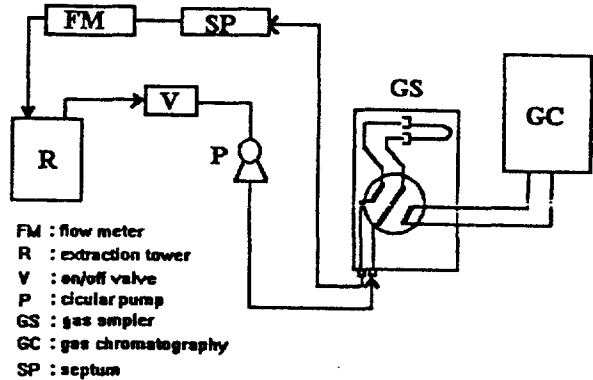 FM
SP
GS
GC
V
R
P
FM : flow meter
R : extraction tower
V : on/off valve
P : cicular pump
GS : gas smpler
GC : gas chromatography
SP : septum